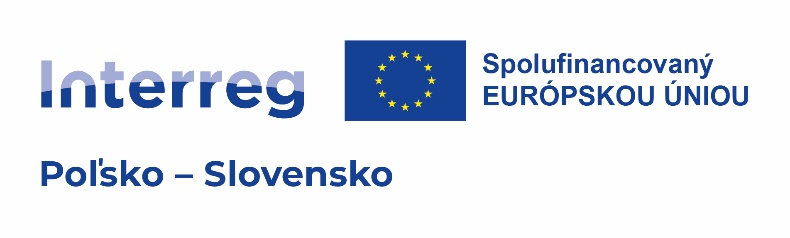 Interreg
Spolufinancovaný
EURÓPSKOU ÚNIOU
Poľsko – Slovensko